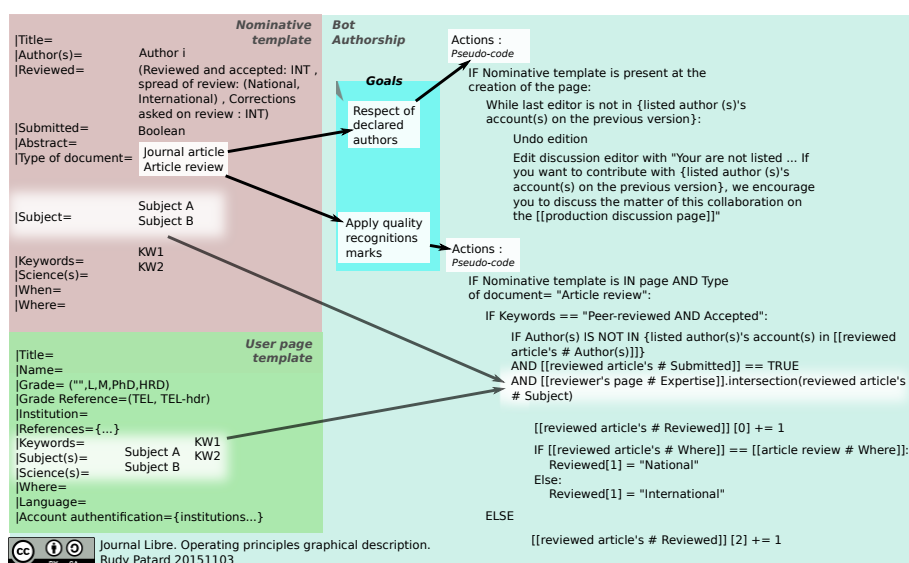 Nominative
template
|Title=
|Author(s)= Author i
|Reviewed= (Reviewed and accepted: INT ,
spread of review: (National,
International) , Corrections
asked on review : INT)
|Submitted= Boolean
|Abstract=
|Type of document= Journal article
Article review
|Subject= Subject A
Subject B
|Keywords= KW1
|Science(s)= KW2
|When=
|Where=
User page
template
|Title=
|Name=
|Grade= ("",L,M,PhD,HRD)
|Grade Reference=(TEL, TEL-hdr)
|Institution=
|References={...}
|Keywords= KW1
|Subject(s)= Subject A KW2
|Science(s)= Subject B
|Where=
|Language=
|Account authentification={institutions...}
Bot
Authorship
Goals
Respect of
declared
authors
Apply quality
recognitions
marks
Actions :
Pseudo-code
IF Nominative template is present at the
creation of the page:
While last editor is not in {listed author (s)'s
account(s) on the previous version}:
Undo edition
Edit discussion editor with "Your are not listed ... If
you want to contribute with {listed author (s)'s
account(s) on the previous version}, we encourage
you to discuss the matter of this collaboration on
the [[production discussion page]]"
Actions :
Pseudo-code
IF Nominative template is IN page AND Type
of document= "Article review":
IF Keywords == "Peer-reviewed AND Accepted":
IF Author(s) IS NOT IN {listed author(s)'s account(s) in [[reviewed
article's # Author(s)]]}
AND [[reviewed article's # Submitted]] == TRUE
AND [[reviewer's page # Expertise]].intersection(reviewed article's
# Subject)
[[reviewed article's # Reviewed]] [0] += 1
IF [[reviewed article's # Where]] == [[article review # Where]]:
Reviewed[1] = "National"
Else:
Reviewed[1] = "International"
ELSE
[[reviewed article's # Reviewed]] [2] += 1
cc
Journal Libre. Operating principles graphical description.
Rudy Patard 20151103